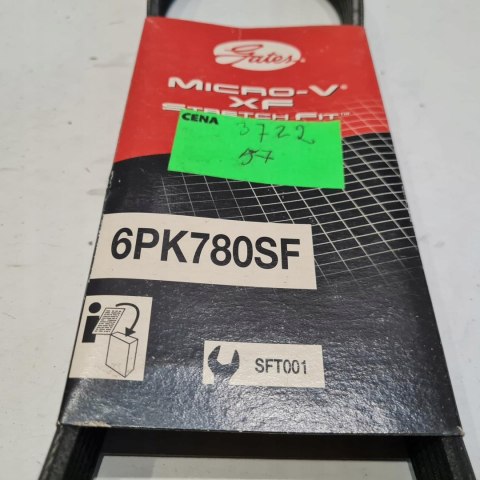 Gates
MICRO-V®
XF
STRETCH FIT™
CENA
3722
57
6PK780SF
SFT001